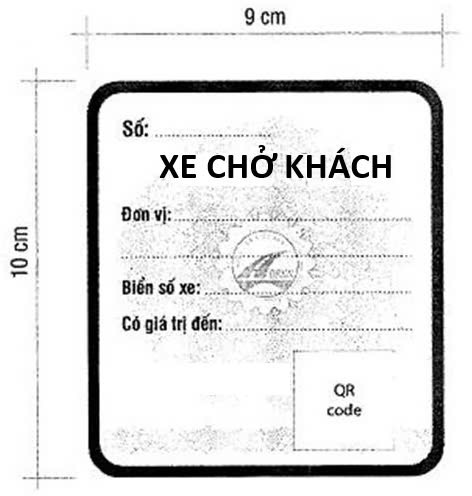 9 cm
10 cm
Số: ..............................
XE CHỞ KHÁCH
Đơn vị: ..............................
Biển số xe: ..............................
Có giá trị đến: ..............................
QR
code